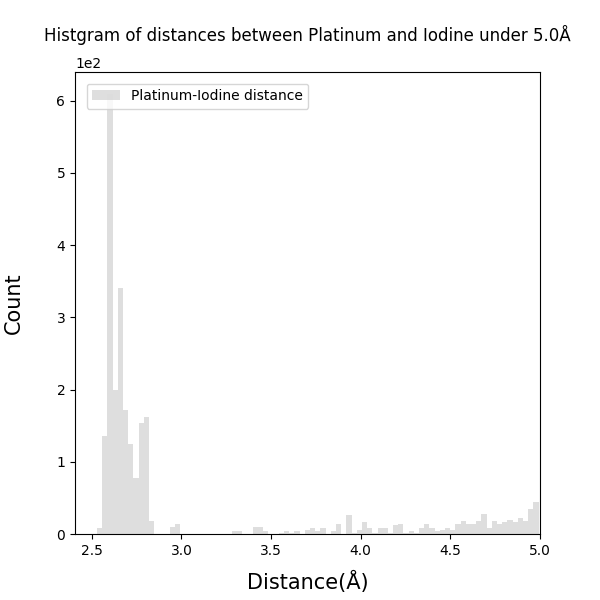 Histgram of distances between Platinum and Iodine under 5.0Å
1e2
Platinum-Iodine distance
6
5
4
3
2
1
0
Count
2.5 3.0 3.5 4.0 4.5 5.0
Distance(Å)